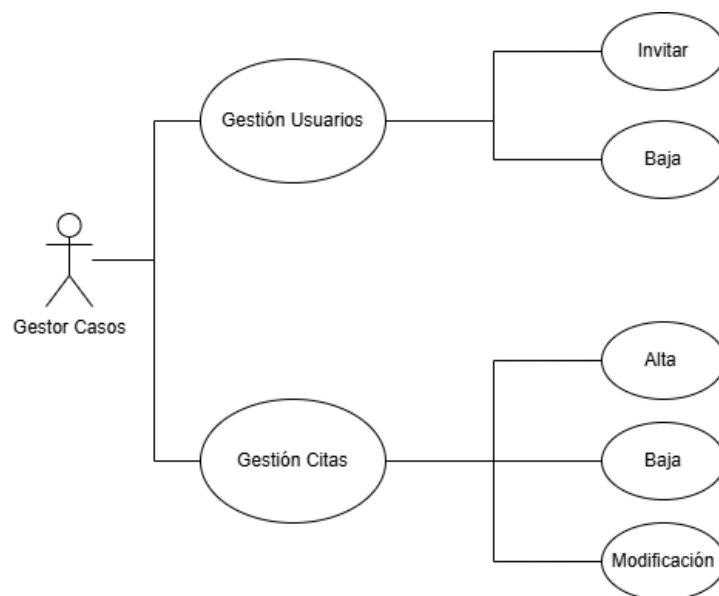 Invitar
Gestión Usuarios
Baja
Gestor Casos
Alta
Gestión Citas
Baja
Modificación